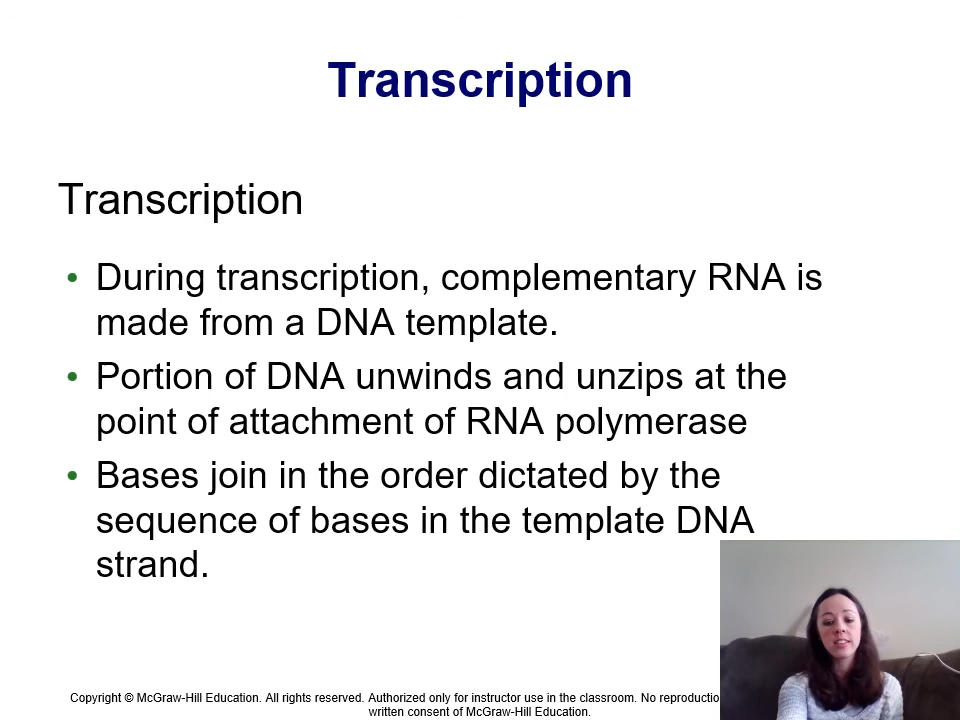 Transcription
Transcription
• During transcription, complementary RNA is
made from a DNA template.
• Portion of DNA unwinds and unzips at the
point of attachment of RNA polymerase
• Bases join in the order dictated by the
sequence of bases in the template DNA
strand.
Copyright © McGraw-Hill Education. All rights reserved. Authorized only for instructor use in the classroom. No
written consent of McGraw-Hill Education.